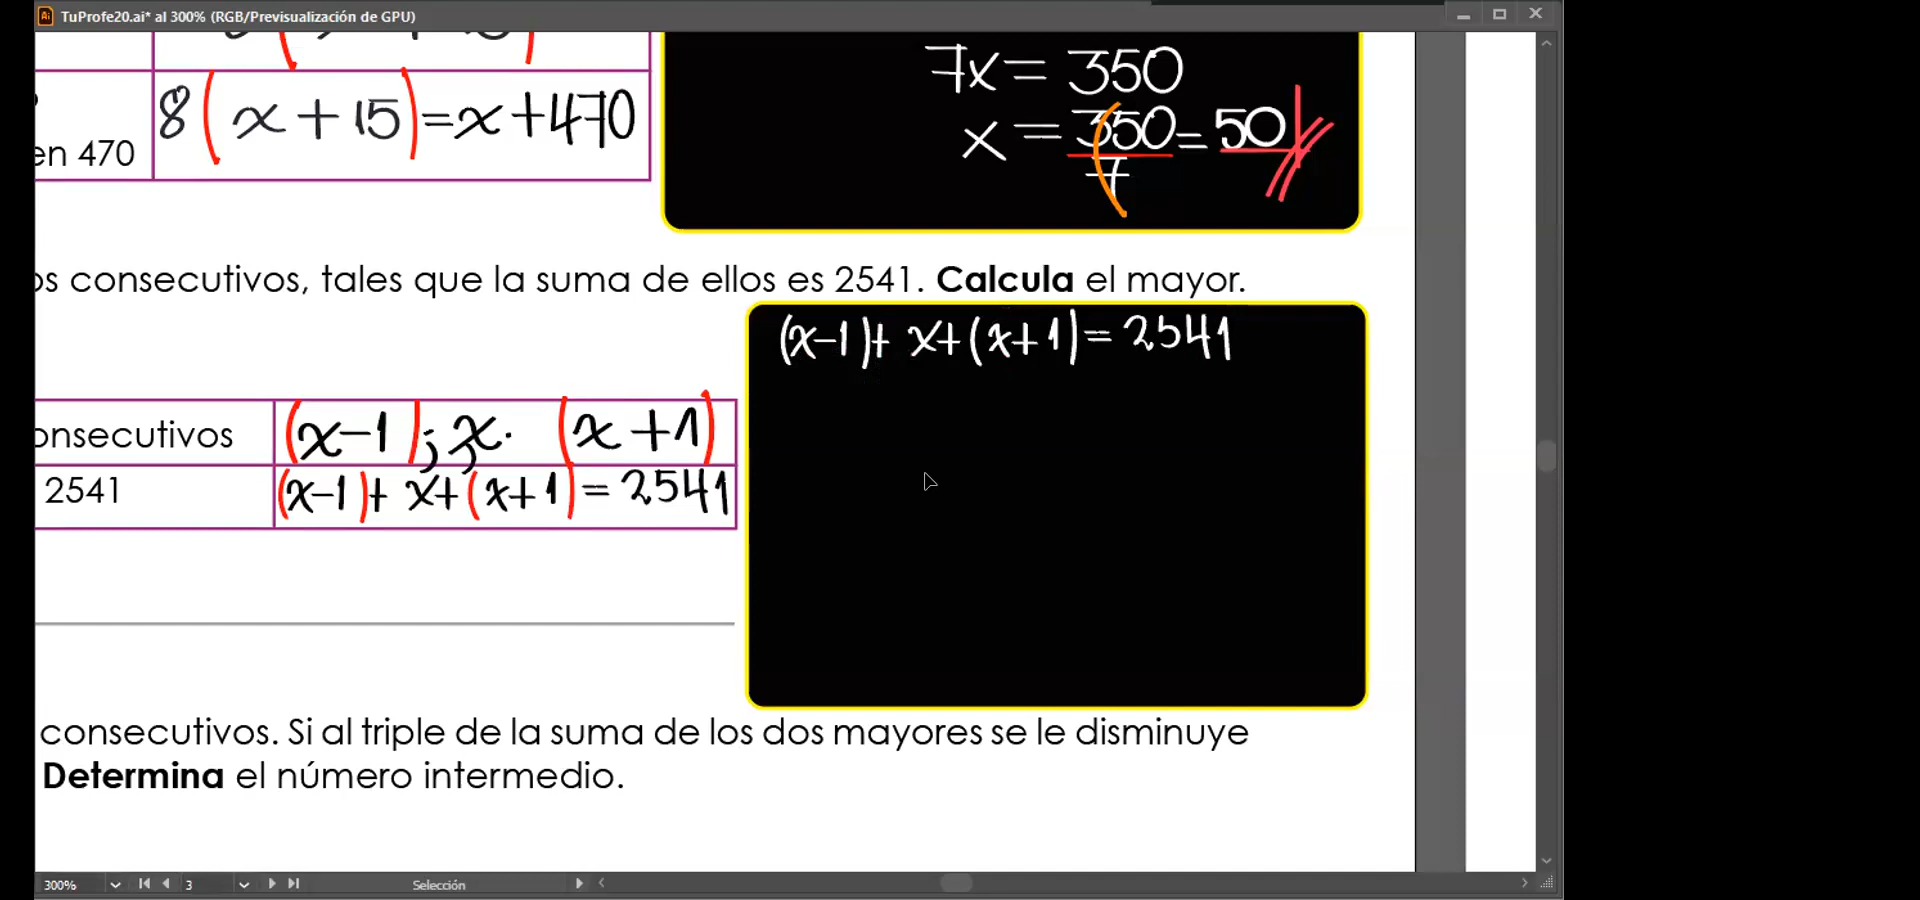 TuProfe20.ai* al 300% (RGB/Previsualización de GPU)
en 470
8(x+15)=x+470
7x=350
x=350/7=50
os consecutivos, tales que la suma de ellos es 2541. Calcula el mayor.
(x-1)+x+(x+1)=2541
onsecutivos
(x-1); x. (x+1)
2541
(x-1)+x+(x+1)=2541
consecutivos. Si al triple de la suma de los dos mayores se le disminuye
Determina el número intermedio.
300%
3
Selección